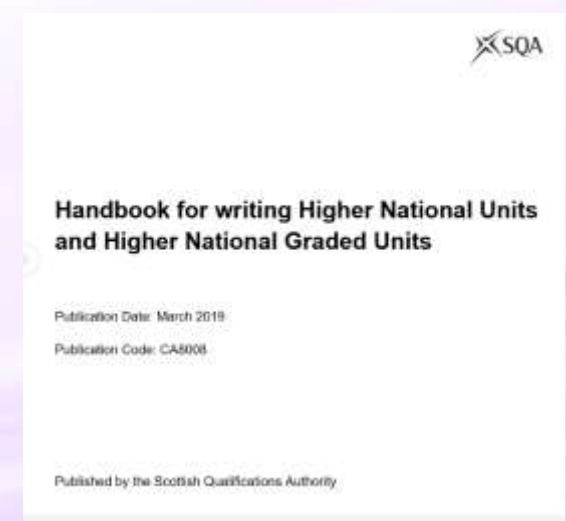 SQA
Handbook for writing Higher National Units
and Higher National Graded Units
Publication Date: March 2019
Publication Code: CA8008
Published by the Scottish Qualifications Authority